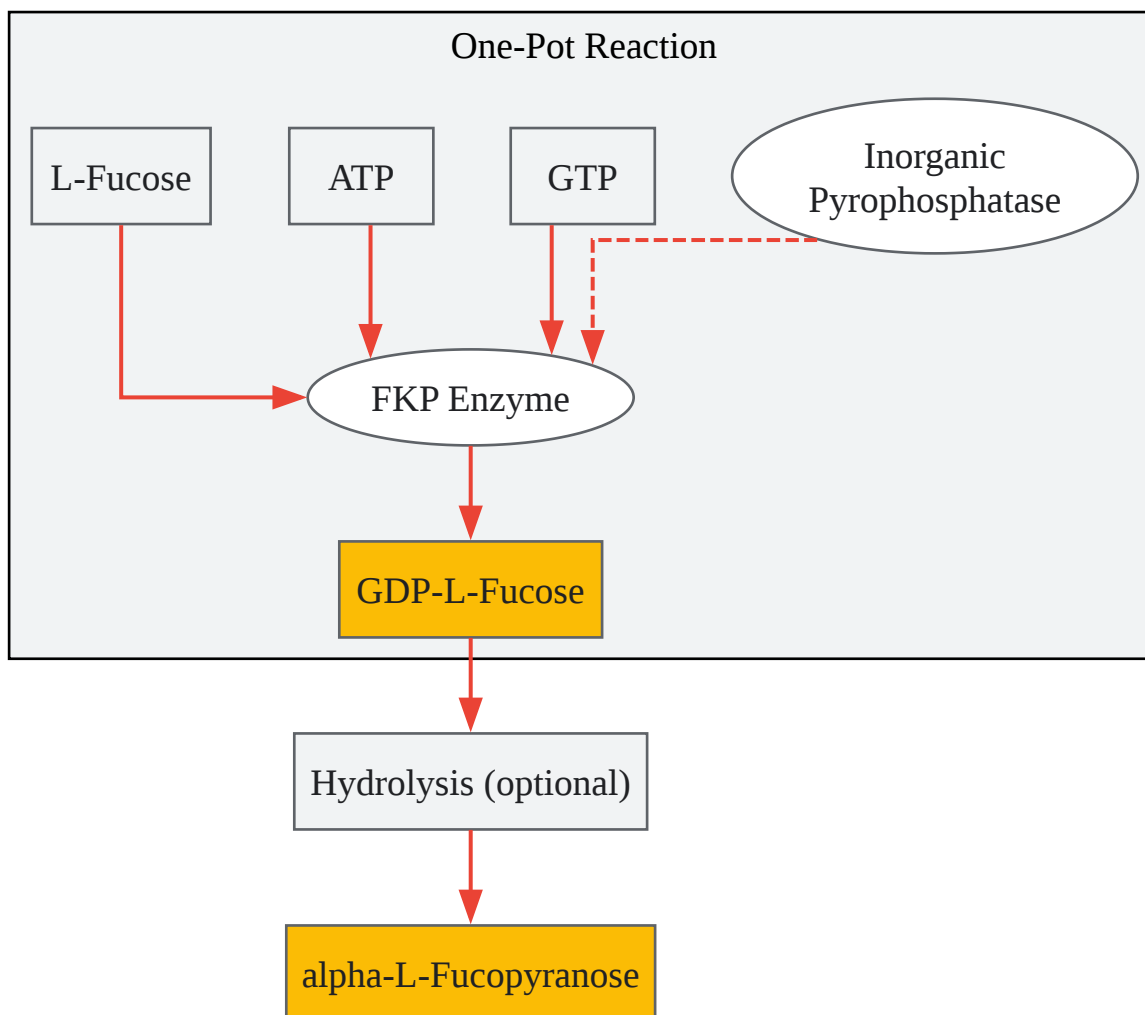 One-Pot Reaction
L-Fucose
ATP
GTP
Inorganic
Pyrophosphatase
FKP Enzyme
GDP-L-Fucose
Hydrolysis (optional)
alpha-L-Fucopyranose